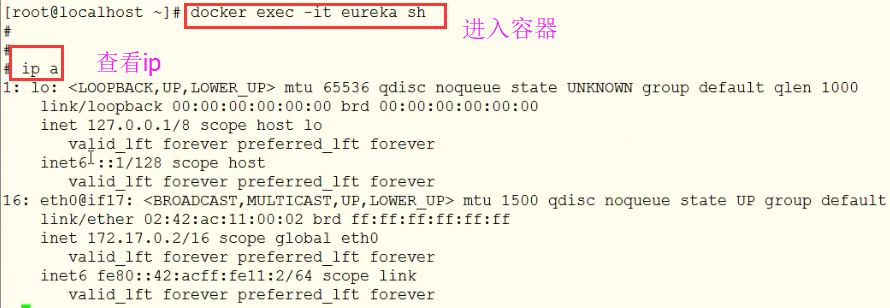 [root@localhost ~]# docker exec -it eureka sh
进入容器
#
#
# ip a
查看ip
1: lo: <LOOPBACK,UP,LOWER_UP> mtu 65536 qdisc noqueue state UNKNOWN group default qlen 1000
link/loopback 00:00:00:00:00:00 brd 00:00:00:00:00:00
inet 127.0.0.1/8 scope host lo
valid_lft forever preferred_lft forever
inet6 ::1/128 scope host
valid_lft forever preferred_lft forever
16: eth0@if17: <BROADCAST,MULTICAST,UP,LOWER_UP> mtu 1500 qdisc noqueue state UP group default
link/ether 02:42:ac:11:00:02 brd ff:ff:ff:ff:ff:ff
inet 172.17.0.2/16 scope global eth0
valid_lft forever preferred_lft forever
inet6 fe80::42:acff:fe11:2/64 scope link
valid_lft forever preferred_lft forever